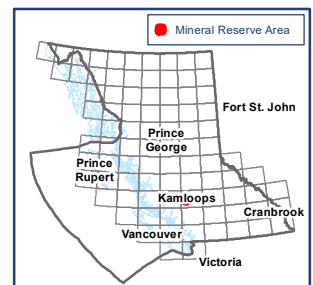 Mineral Reserve Area
Fort St. John
Prince
George
Prince
Rupert
Kamloops
Cranbrook
Vancouver
Victoria